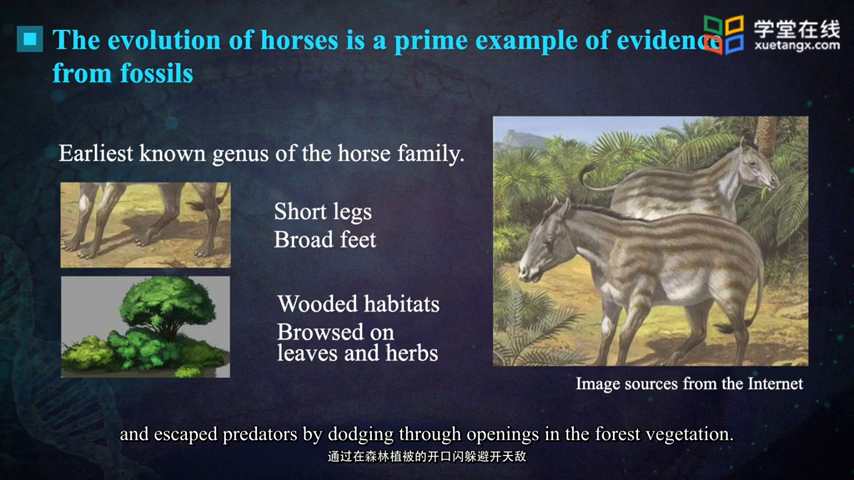 The evolution of horses is a prime example of evidence
from fossils
学堂在线
xuetangx.com
Earliest known genus of the horse family.
Short legs
Broad feet
Wooded habitats
Browsed on
leaves and herbs
Image sources from the Internet
and escaped predators by dodging through openings in the forest vegetation.
通过在森林植被的开口闪躲避开天敌